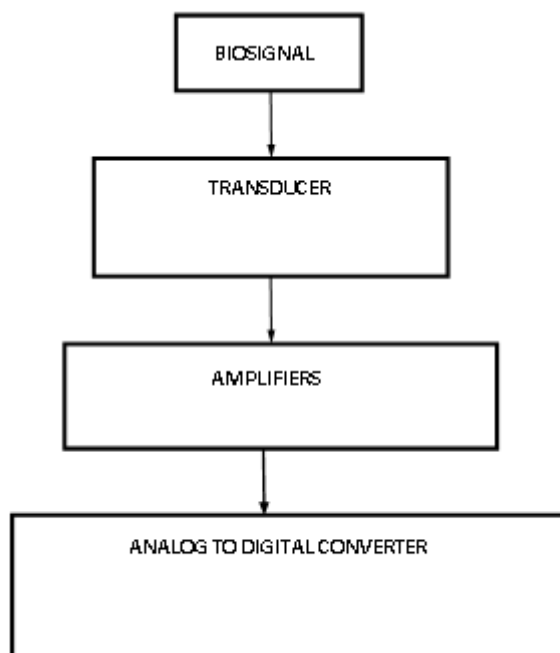 BIOSIGNAL
TRANSDUCER
AMPLIFIERS
ANALOG TO DIGITAL CONVERTER